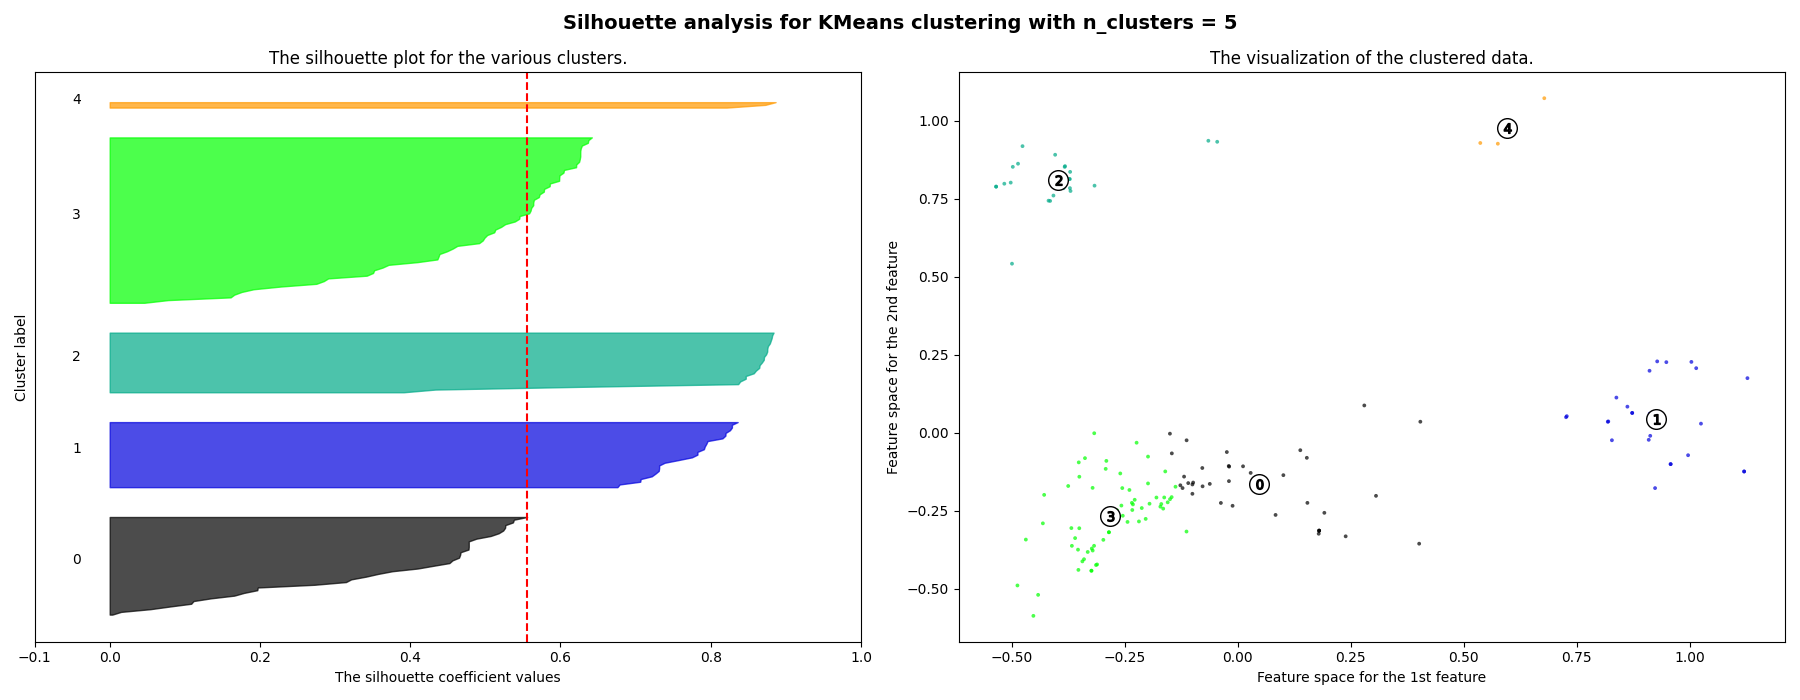 Silhouette analysis for KMeans clustering with n_clusters = 5
The silhouette plot for the various clusters.
4
3
2
1
0
Cluster label
−0.1 0.0 0.2 0.4 0.6 0.8 1.0
The silhouette coefficient values
The visualization of the clustered data.
1.00
0.75
0.50
0.25
0.00
−0.25
−0.50
Feature space for the 2nd feature
4
2
1
0
3
−0.50 −0.25 0.00 0.25 0.50 0.75 1.00
Feature space for the 1st feature